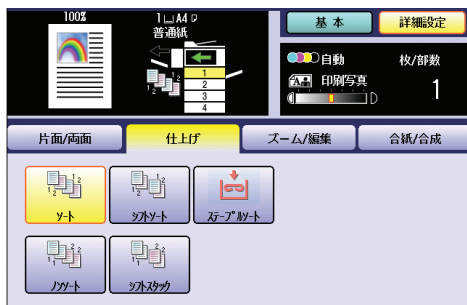 100%
1 A4
普通紙
1
2
3
4
基本
詳細設定
自動
枚/部数
印刷写真
1
D
片面/両面
仕上げ
ズーム/編集
合紙/合成
ソート
シフトソート
ステープルソート
ノンソート
シフトスタック